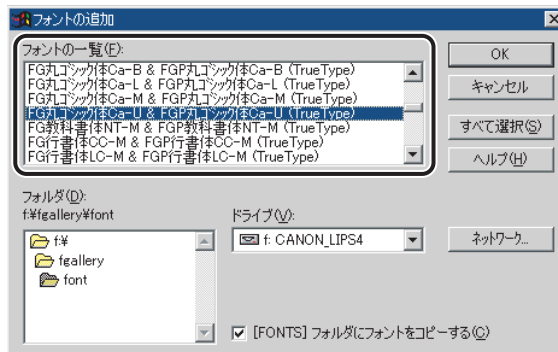 フォントの追加
フォントの一覧(F):
FG丸ゴシック体Ca-B & FGP丸ゴシック体Ca-B (TrueType)
FG丸ゴシック体Ca-L & FGP丸ゴシック体Ca-L (TrueType)
FG丸ゴシック体Ca-M & FGP丸ゴシック体Ca-M (TrueType)
FG丸ゴシック体Ca-U & FGP丸ゴシック体Ca-U (TrueType)
FG教科書体NT-M & FGP教科書体NT-M (TrueType)
FG行書体CC-M & FGP行書体CC-M (TrueType)
FG行書体LC-M & FGP行書体LC-M (TrueType)
OK
キャンセル
すべて選択(S)
ヘルプ(H)
フォルダ(D):
f:¥fgallery¥font
f:¥
fgallery
font
ドライブ(V):
f: CANON_LIPS4
ネットワーク...
[FONTS] フォルダにフォントをコピーする(C)